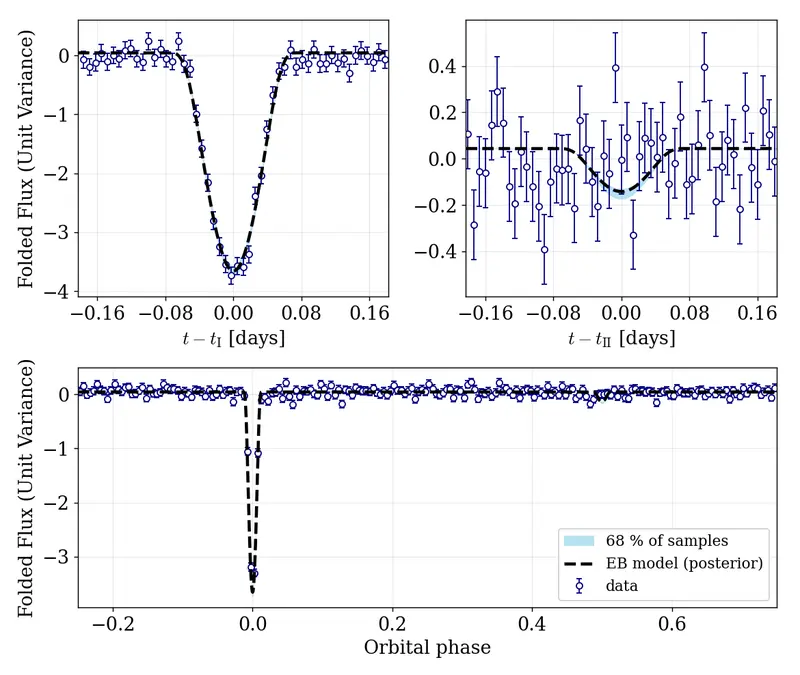 Folded Flux (Unit Variance)
0
−1
−2
−3
−4
−0.16 −0.08 0.00 0.08 0.16
t − t_I [days]
0.4
0.2
0.0
−0.2
−0.4
−0.16 −0.08 0.00 0.08 0.16
t − t_II [days]
Folded Flux (Unit Variance)
0
−1
−2
−3
68 % of samples
EB model (posterior)
data
−0.2 0.0 0.2 0.4 0.6
Orbital phase